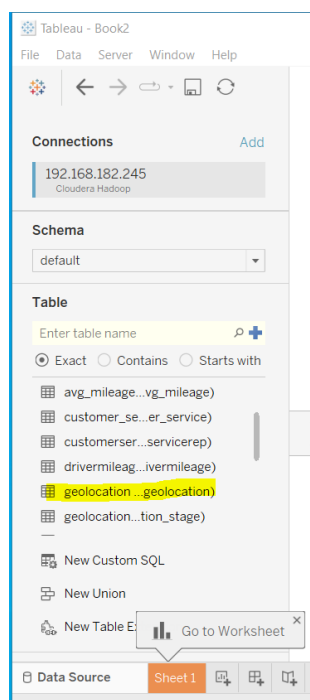 Tableau - Book2
File Data Server Window Help
Connections Add
192.168.182.245
Cloudera Hadoop
Schema
default
Table
Enter table name
Exact Contains Starts with
avg_mileage...vg_mileage)
customer_se...er_service)
customerser...servicerep)
drivermileag...ivermileage)
geolocation ...geolocation)
geolocation...tion_stage)
New Custom SQL
New Union
New Table E
Go to Worksheet
Data Source Sheet 1